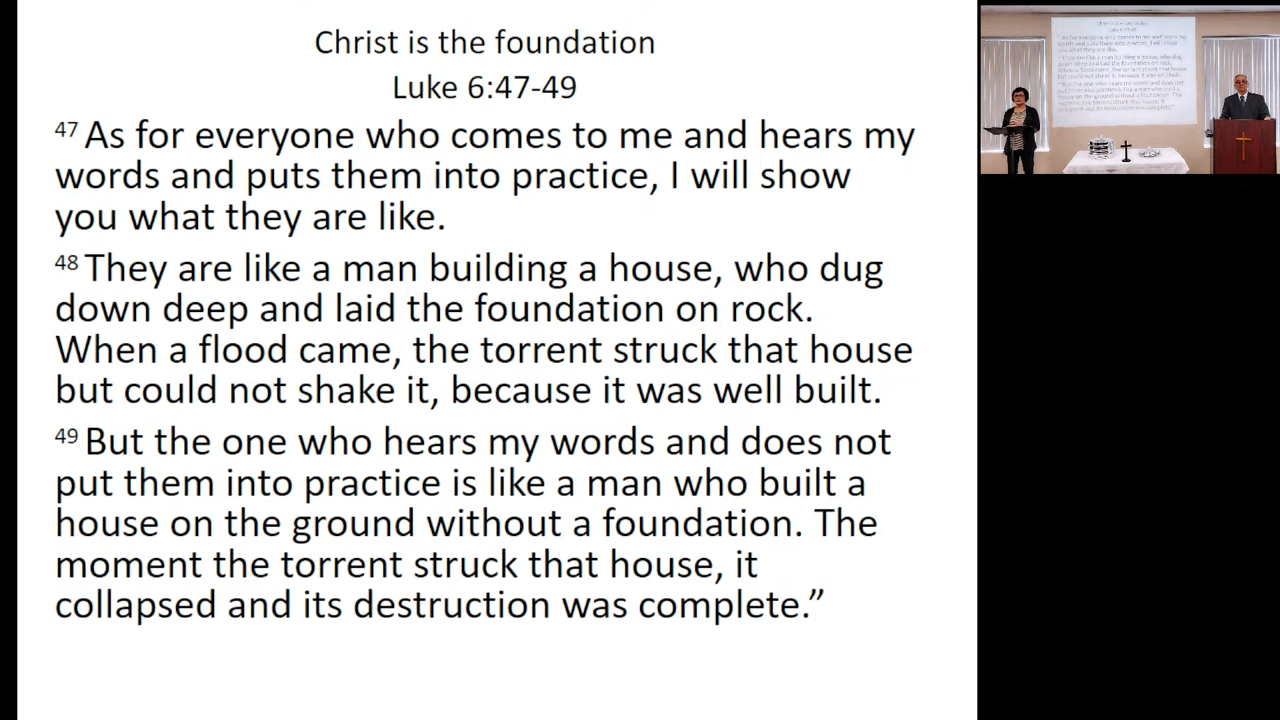 Christ is the foundation
Luke 6:47-49
47 As for everyone who comes to me and hears my
words and puts them into practice, I will show
you what they are like.
48 They are like a man building a house, who dug
down deep and laid the foundation on rock.
When a flood came, the torrent struck that house
but could not shake it, because it was well built.
49 But the one who hears my words and does not
put them into practice is like a man who built a
house on the ground without a foundation. The
moment the torrent struck that house, it
collapsed and its destruction was complete.”